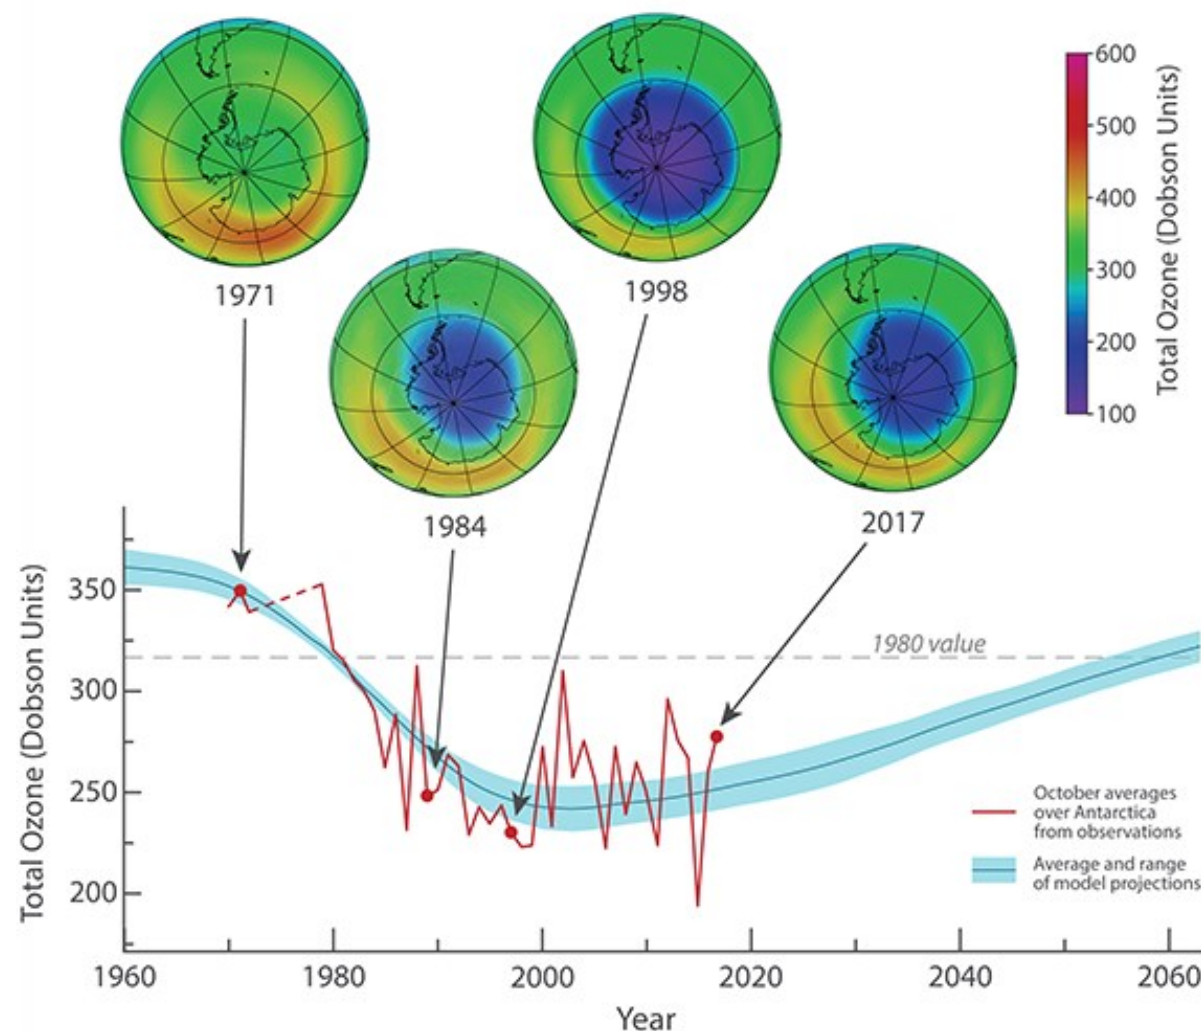 1971
1998
1984
2017
600
500
400
300
200
100
Total Ozone (Dobson Units)
Total Ozone (Dobson Units)
350
300
250
200
1980 value
October averages
over Antarctica
from observations
Average and range
of model projections
1960
1980
2000
2020
2040
2060
Year